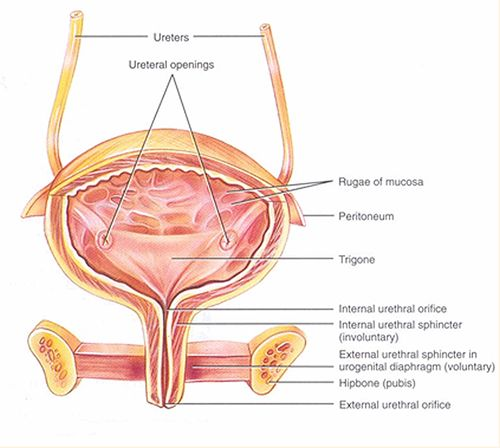 Ureters
Ureteral openings
Rugae of mucosa
Peritoneum
Trigone
Internal urethral orifice
Internal urethral sphincter
(involuntary)
External urethral sphincter in
urogenital diaphragm (voluntary)
Hipbone (pubis)
External urethral orifice